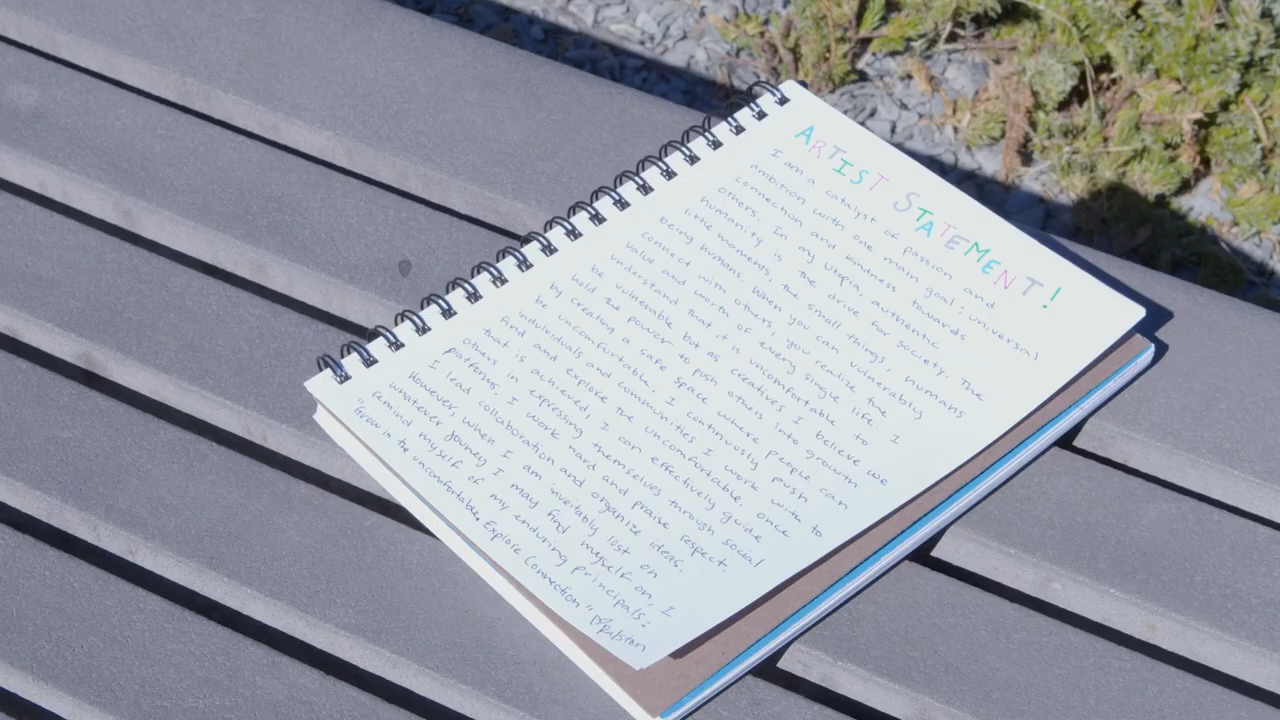 ARTIST STATEMENT!
I am a catalyst of passion and
ambition with one main goal: universal
connection and kindness towards
others. In my utopia, authentic
humanity is the drive for society. The
little moments, the small things, humans
being humans. When you can vulnerably
connect with others, you realize the
value and worth of every single life. I
understand that it is uncomfortable to
be vulnerable but as creatives I believe we
hold the power to push others into growth
by creating a safe space where people can
be uncomfortable. I continuously push
individuals and communities I work with to
find and explore the uncomfortable. Once
that is achieved, I can effectively guide
others in expressing themselves through social
platforms. I work hard and praise respect.
I lead collaboration and organize ideas.
However, when I am inveitably lost on
whatever journey I may find myself on, I
remind myself of my enduring principals:
"Grow in the uncomfortable. Explore Connection"
Ralston